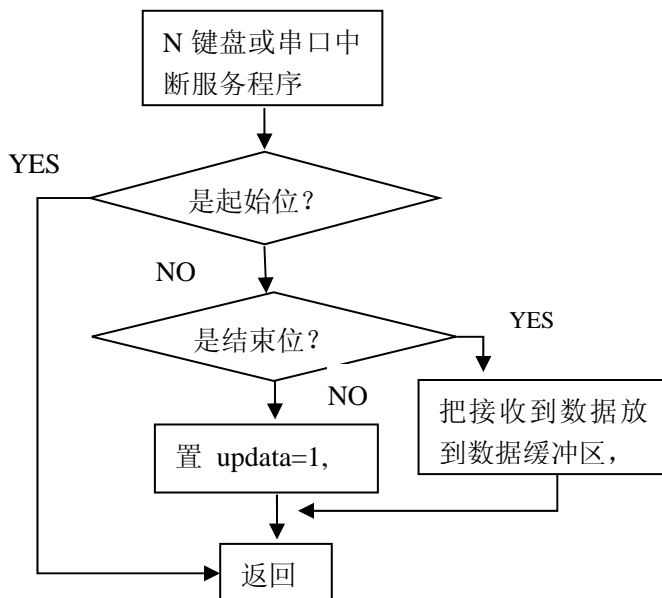 N 键盘或串口中
断服务程序
YES
是起始位？
NO
是结束位？
YES
NO
把接收到数据放
到数据缓冲区，
置 updata=1,
返回